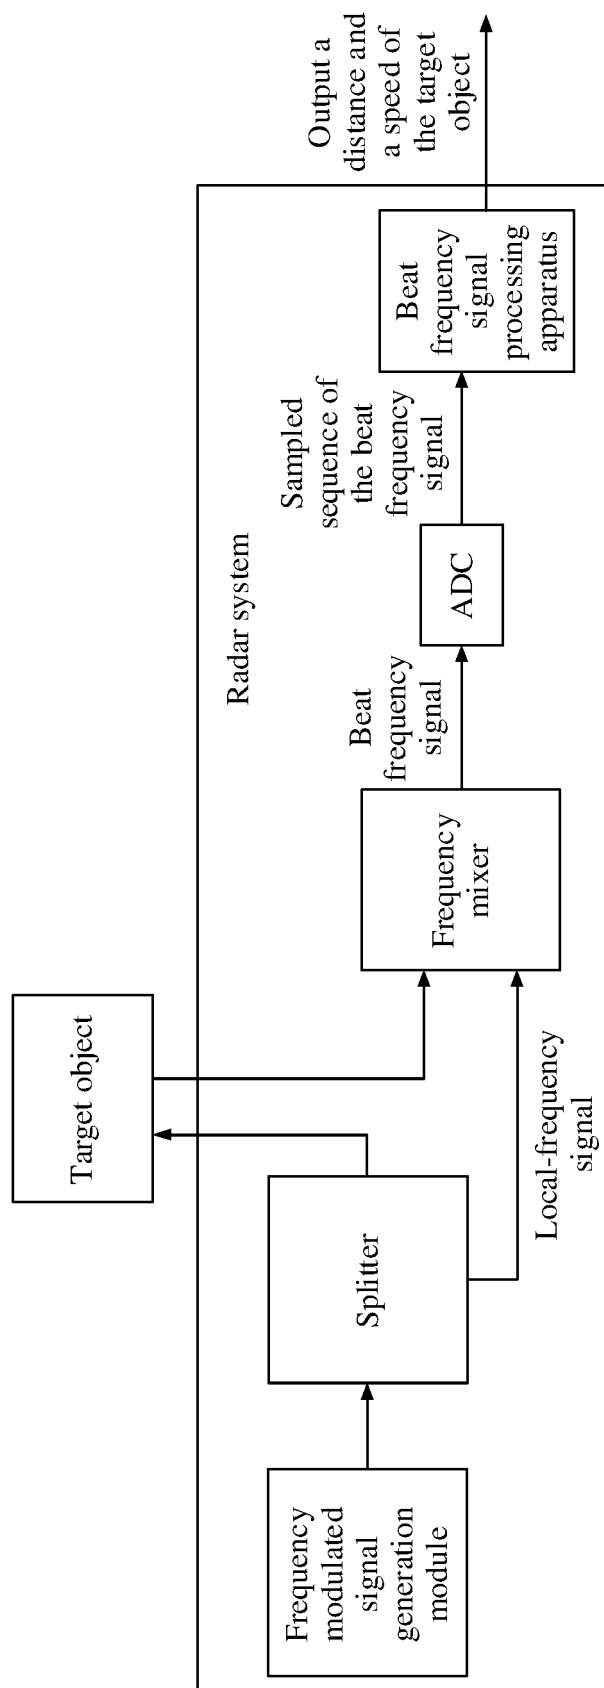 Target object
Radar system
Frequency
modulated
signal
generation
module
Splitter
Local-frequency
signal
Frequency
mixer
Beat
frequency
signal
ADC
Sampled
sequence of
the beat
frequency
signal
Beat
frequency
signal
processing
apparatus
Output a
distance and
a speed of
the target
object